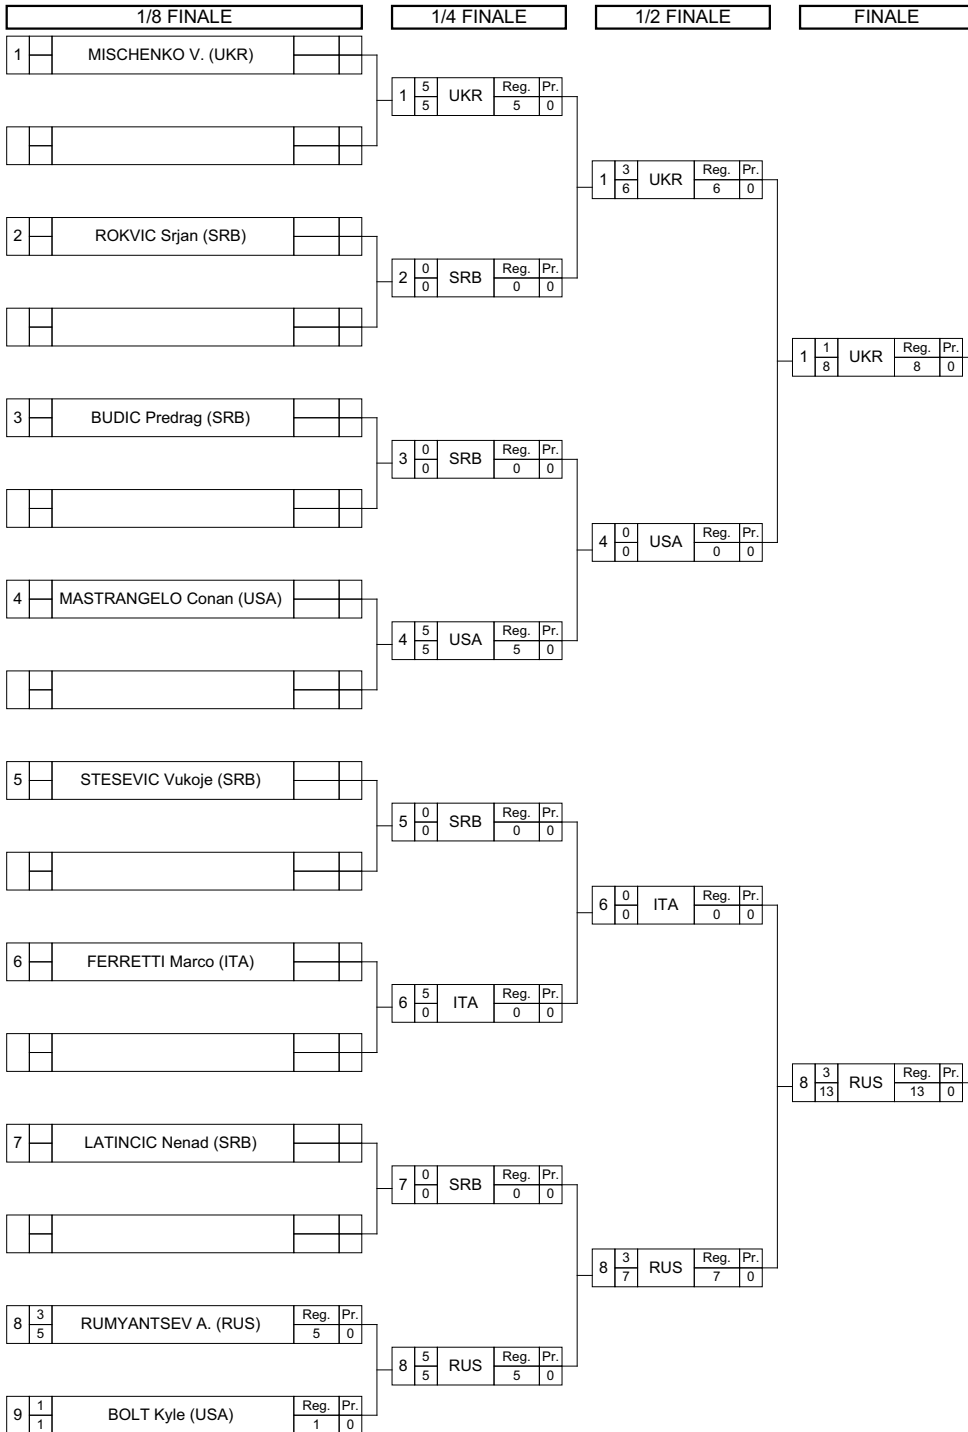 1/8 FINALE 1/4 FINALE 1/2 FINALE FINALE
1 MISCHENKO V. (UKR)
1 5 UKR Reg. Pr.
5 5 0
1 3 UKR Reg. Pr.
6 6 0
2 ROKVIC Srjan (SRB)
2 0 SRB Reg. Pr.
0 0 0
1 1 UKR Reg. Pr.
8 8 0
3 BUDIC Predrag (SRB)
3 0 SRB Reg. Pr.
0 0 0
4 0 USA Reg. Pr.
0 0 0
4 MASTRANGELO Conan (USA)
4 5 USA Reg. Pr.
5 5 0
5 STESEVIC Vukoje (SRB)
5 0 SRB Reg. Pr.
0 0 0
6 0 ITA Reg. Pr.
0 0 0
6 FERRETTI Marco (ITA)
6 5 ITA Reg. Pr.
0 0 0
8 3 RUS Reg. Pr.
13 13 0
7 LATINCIC Nenad (SRB)
7 0 SRB Reg. Pr.
0 0 0
8 3 RUS Reg. Pr.
7 7 0
8 3 RUMYANTSEV A. (RUS) Reg. Pr.
5 5 0
8 5 RUS Reg. Pr.
5 5 0
9 1 BOLT Kyle (USA) Reg. Pr.
1 1 0